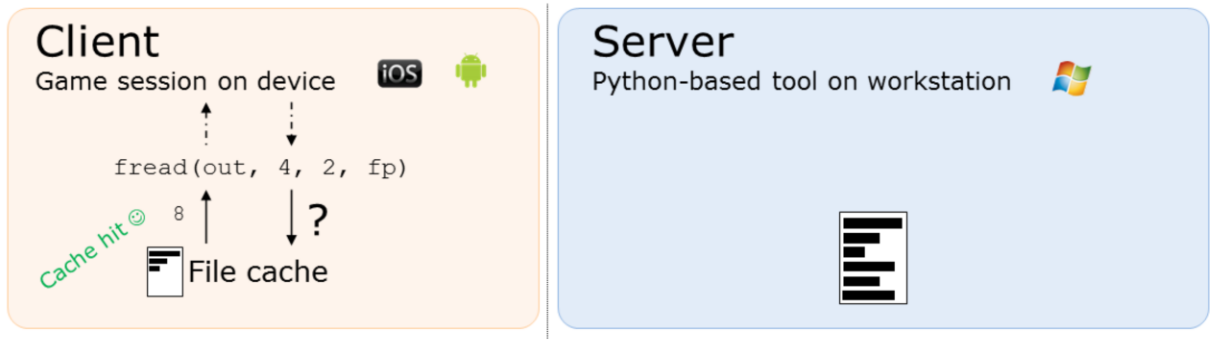 Client
Game session on device
iOS
fread(out, 4, 2, fp)
8
?
Cache hit ☺
File cache
Server
Python-based tool on workstation